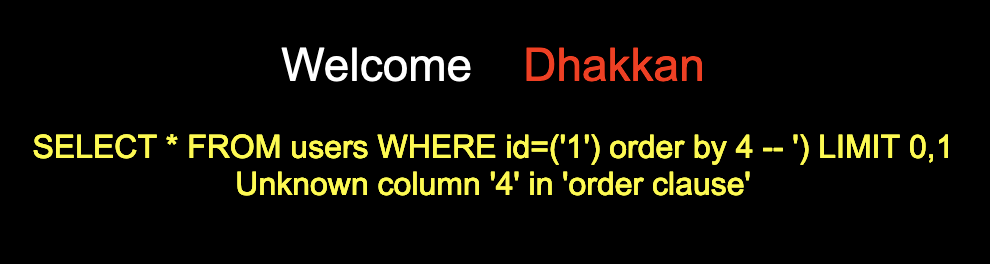 Welcome Dhakkan
SELECT * FROM users WHERE id=('1') order by 4 -- ') LIMIT 0,1
Unknown column '4' in 'order clause'